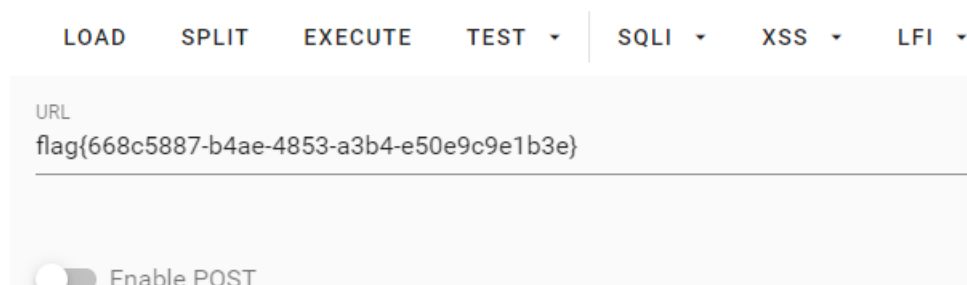 LOAD SPLIT EXECUTE TEST SQLI XSS LFI
URL
flag{668c5887-b4ae-4853-a3b4-e50e9c9e1b3e}
Enable POST